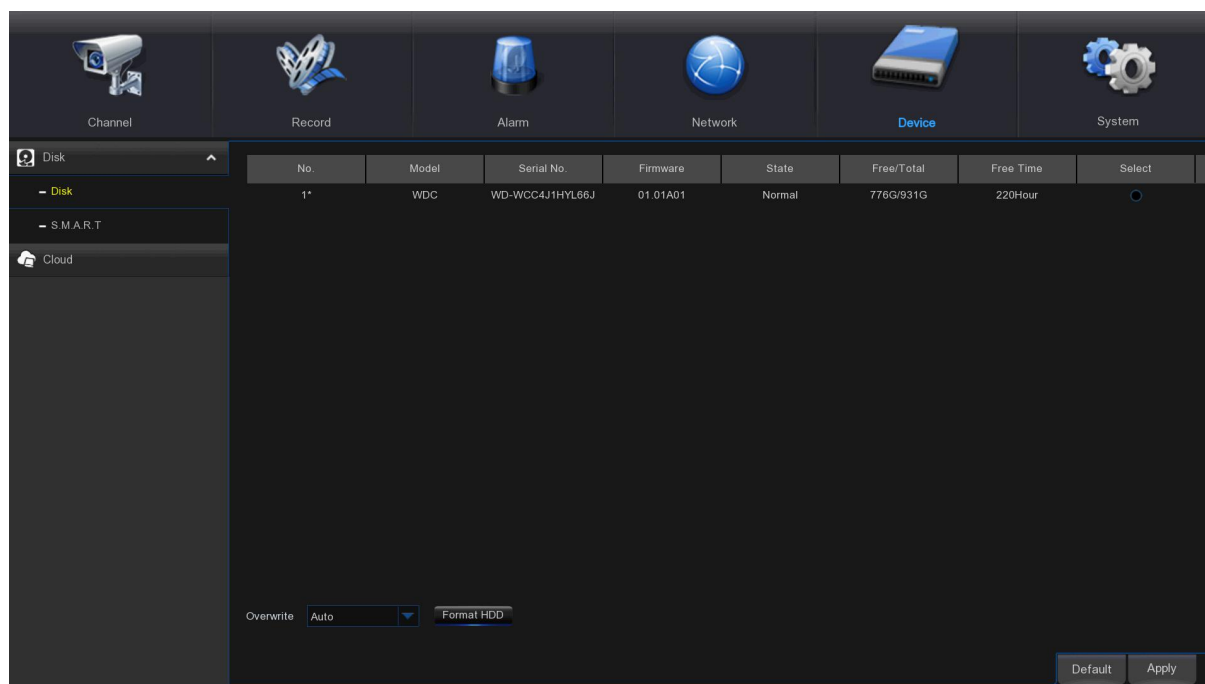 Channel Record Alarm Network Device System
Disk
No. Model Serial No. Firmware State Free/Total Free Time Select
Disk
1* WDC WD-WCC4J1HYL66J 01.01A01 Normal 776G/931G 220Hour
S.M.A.R.T
Cloud
Overwrite Auto Format HDD
Default Apply